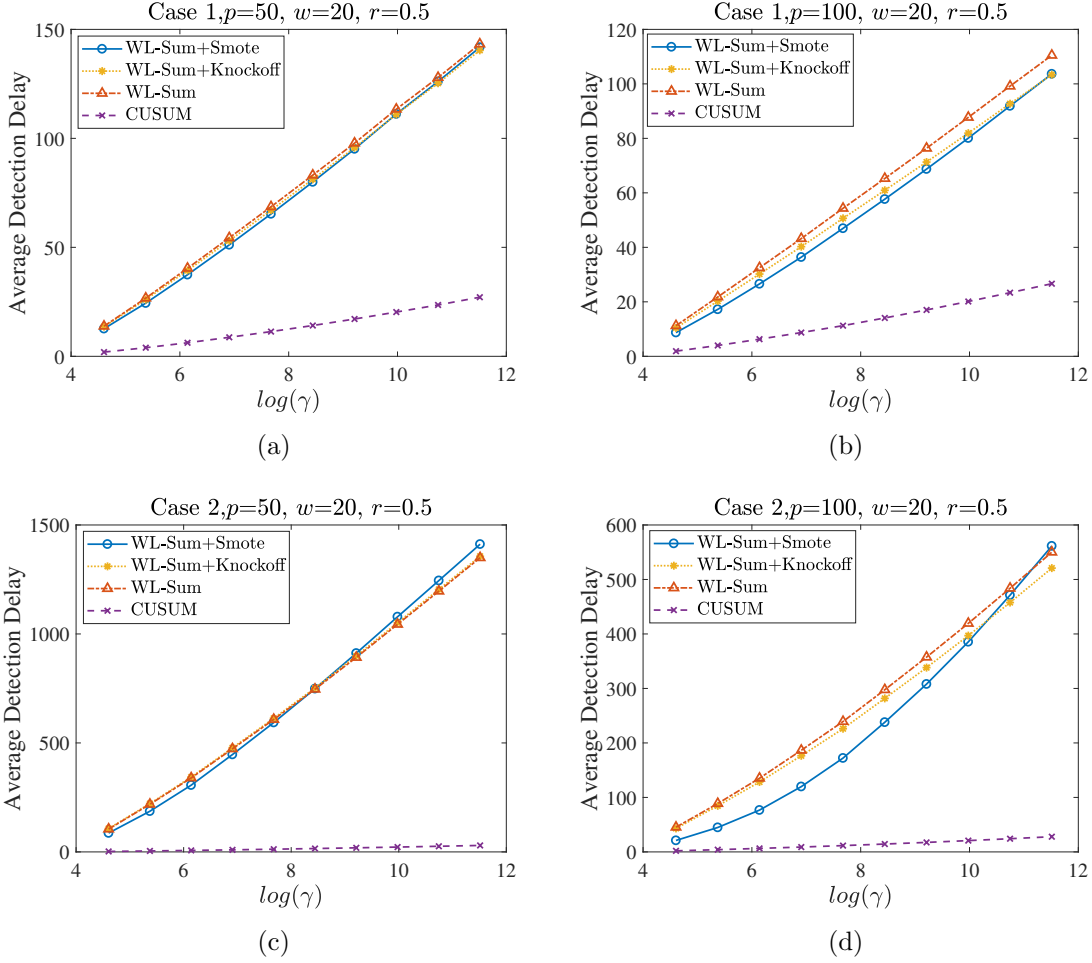 Case 1,p=50, w=20, r=0.5
Average Detection Delay
150
100
50
0
WL-Sum+Smote
WL-Sum+Knockoff
WL-Sum
CUSUM
4 6 8 10 12
log(γ)
(a)
Case 1,p=100, w=20, r=0.5
Average Detection Delay
120
100
80
60
40
20
0
WL-Sum+Smote
WL-Sum+Knockoff
WL-Sum
CUSUM
4 6 8 10 12
log(γ)
(b)
Case 2,p=50, w=20, r=0.5
Average Detection Delay
1500
1000
500
0
WL-Sum+Smote
WL-Sum+Knockoff
WL-Sum
CUSUM
4 6 8 10 12
log(γ)
(c)
Case 2,p=100, w=20, r=0.5
Average Detection Delay
600
500
400
300
200
100
0
WL-Sum+Smote
WL-Sum+Knockoff
WL-Sum
CUSUM
4 6 8 10 12
log(γ)
(d)